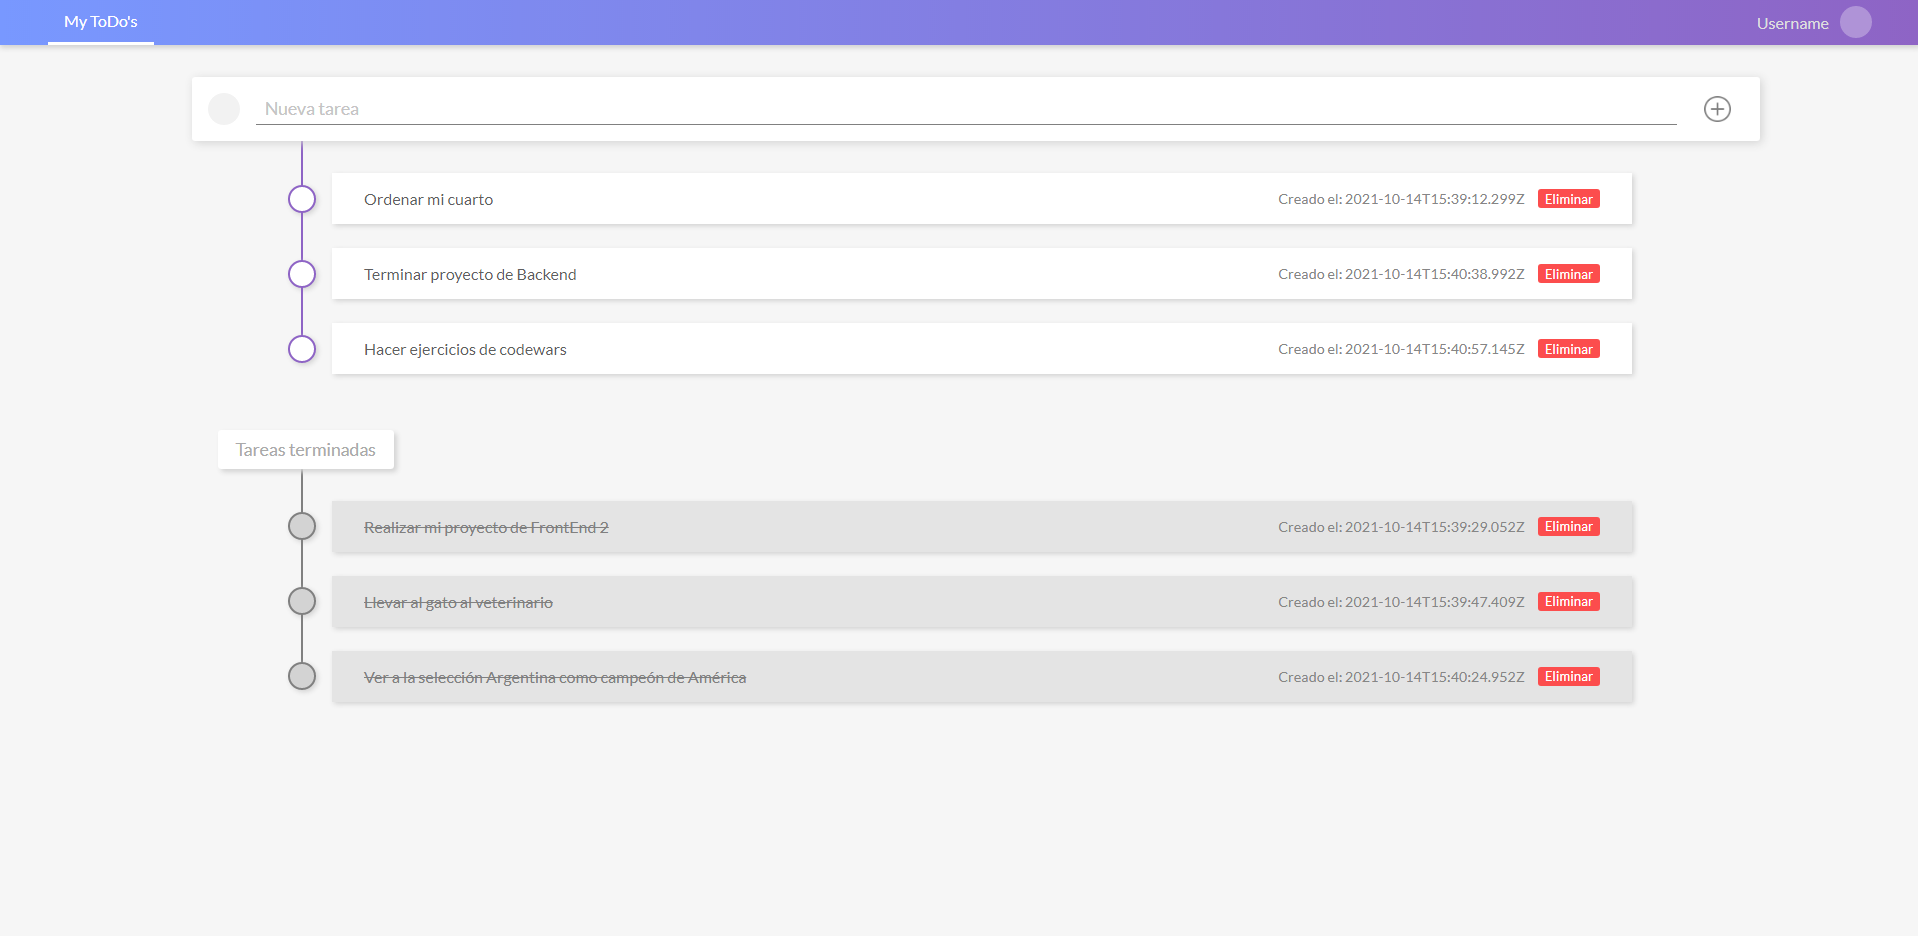 My ToDo's
Username
Nueva tarea
Ordenar mi cuarto Creado el: 2021-10-14T15:39:12.299Z Eliminar
Terminar proyecto de Backend Creado el: 2021-10-14T15:40:38.992Z Eliminar
Hacer ejercicios de codewars Creado el: 2021-10-14T15:40:57.145Z Eliminar
Tareas terminadas
Realizar mi proyecto de FrontEnd 2 Creado el: 2021-10-14T15:39:29.052Z Eliminar
Llevar al gato al veterinario Creado el: 2021-10-14T15:39:47.409Z Eliminar
Ver a la selección Argentina como campeón de América Creado el: 2021-10-14T15:40:24.952Z Eliminar